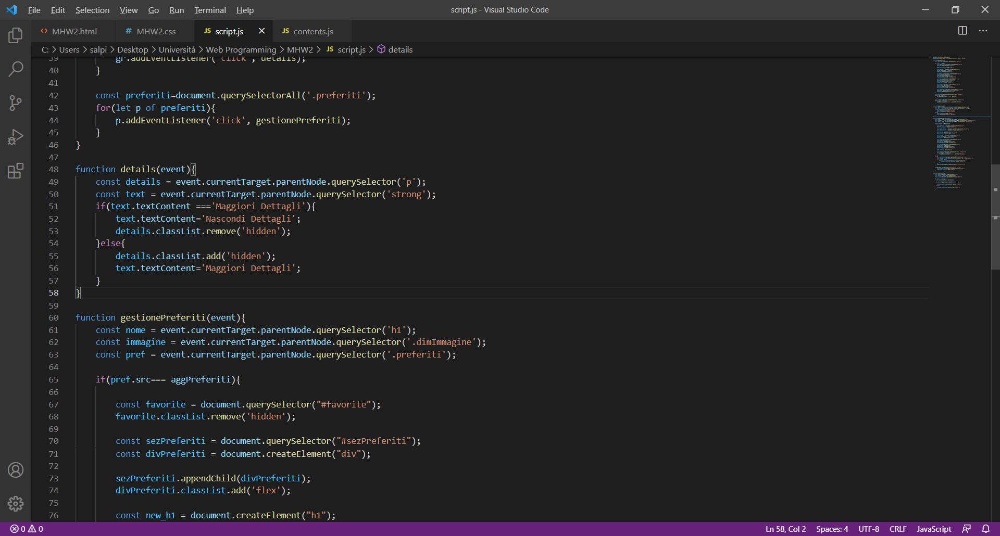 File Edit Selection View Go Run Terminal Help
script.js - Visual Studio Code
<> MHW2.html
# MHW2.css
JS script.js
JS contents.js
C: > Users > salpi > Desktop > Università > Web Programming > MHW2 > JS script.js > details
39 gr.addEventListener('click', details);
40 }
41
42 const preferiti=document.querySelectorAll('.preferiti');
43 for(let p of preferiti){
44 p.addEventListener('click', gestionePreferiti);
45 }
46 }
47
48 function details(event){
49 const details = event.currentTarget.parentNode.querySelector('p');
50 const text = event.currentTarget.parentNode.querySelector('strong');
51 if(text.textContent ==='Maggiori Dettagli'){
52 text.textContent='Nascondi Dettagli';
53 details.classList.remove('hidden');
54 }else{
55 details.classList.add('hidden');
56 text.textContent='Maggiori Dettagli';
57 }
58 }
59
60 function gestionePreferiti(event){
61 const nome = event.currentTarget.parentNode.querySelector('h1');
62 const immagine = event.currentTarget.parentNode.querySelector('.dimImmagine');
63 const pref = event.currentTarget.parentNode.querySelector('.preferiti');
64
65 if(pref.src=== aggPreferiti){
66
67 const favorite = document.querySelector("#favorite");
68 favorite.classList.remove('hidden');
69
70 const sezPreferiti = document.querySelector("#sezPreferiti");
71 const divPreferiti = document.createElement("div");
72
73 sezPreferiti.appendChild(divPreferiti);
74 divPreferiti.classList.add('flex');
75
76 const new_h1 = document.createElement("h1");
0 0
Ln 58, Col 2 Spaces: 4 UTF-8 CRLF JavaScript